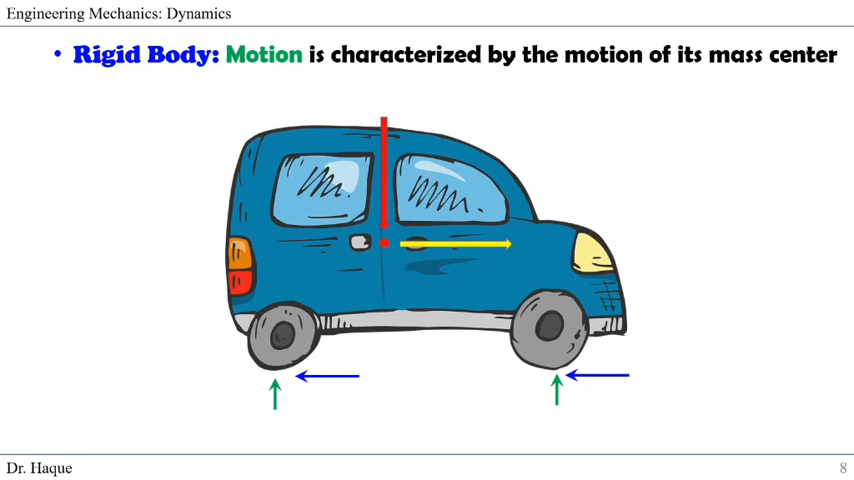 Engineering Mechanics: Dynamics
• Rigid Body: Motion is characterized by the motion of its mass center
Dr. Haque
8